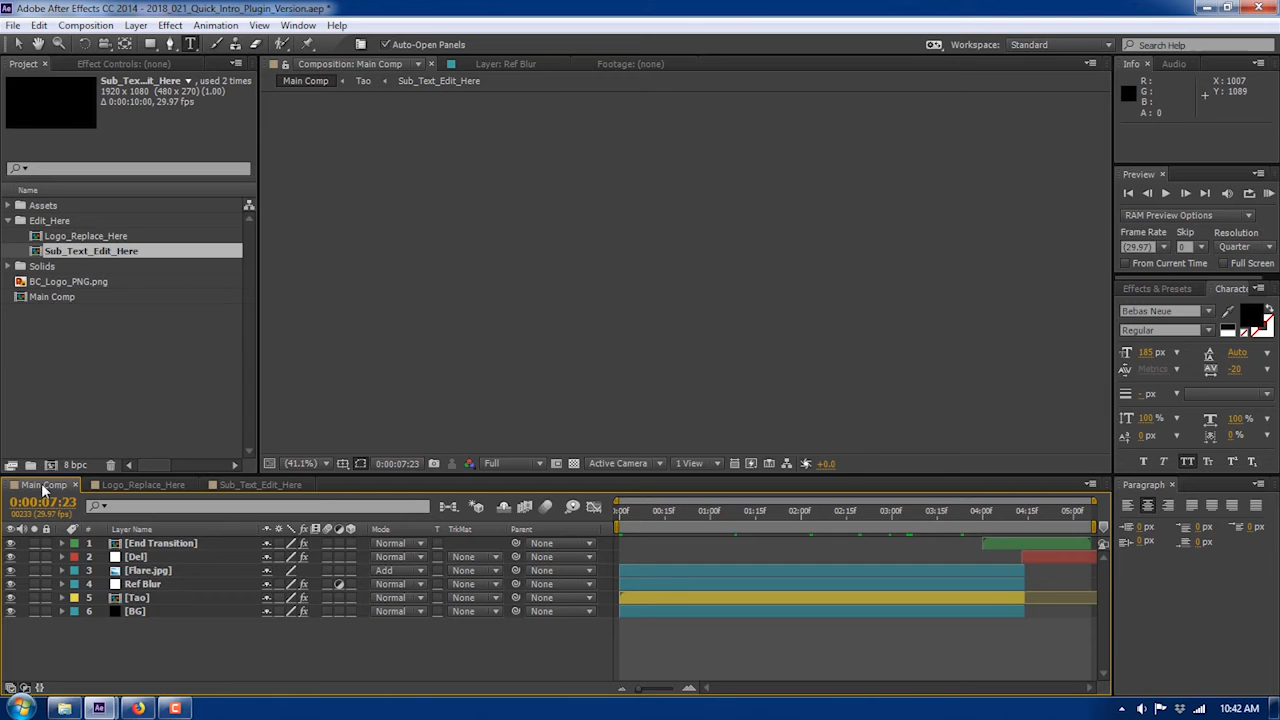 Adobe After Effects CC 2014 - 2018_021_Quick_Intro_Plugin_Version.aep *
File Edit Composition Layer Effect Animation View Window Help
Auto-Open Panels
Workspace: Standard
Search Help
Project
Effect Controls: (none)
Composition: Main Comp
Layer: Ref Blur
Footage: (none)
Info
Audio
Main Comp
Tao
Sub_Text_Edit_Here
Sub_Tex...it_Here, used 2 times
1920 x 1080 (480 x 270) (1.00)
Δ 0:00:10:00, 29.97 fps
R:
G:
B:
A: 0
X: 1007
Y: 1089
Name
Assets
Edit_Here
Logo_Replace_Here
Sub_Text_Edit_Here
Solids
BC_Logo_PNG.png
Main Comp
Preview
RAM Preview Options
Frame Rate Skip Resolution
(29.97) 0 Quarter
From Current Time Full Screen
Effects & Presets
Characte
Bebas Neue
Regular
185 px Auto
Metrics -20
- px
100 % 100 %
0 px 0 %
T T TT Tr T¹ T₁
8 bpc
(41.1%) 0:00:07:23 Full Active Camera 1 View +0.0
Main Comp
Logo_Replace_Here
Sub_Text_Edit_Here
Paragraph
0:00:07:23
00233 (29.97 fps)
:00f 00:15f 01:00f 00:15f 02:00f 00:15f 03:00f 00:15f 04:00f 04:15f 05:00f
# Layer Name Mode T TrkMat Parent
1 [End Transition] Normal None
2 [Del] Normal None None
3 [Flare.jpg] Add None None
4 Ref Blur Normal None None
5 [Tao] Normal None None
6 [BG] Normal None None
0 px 0 px 0 px
0 px 0 px
10:42 AM